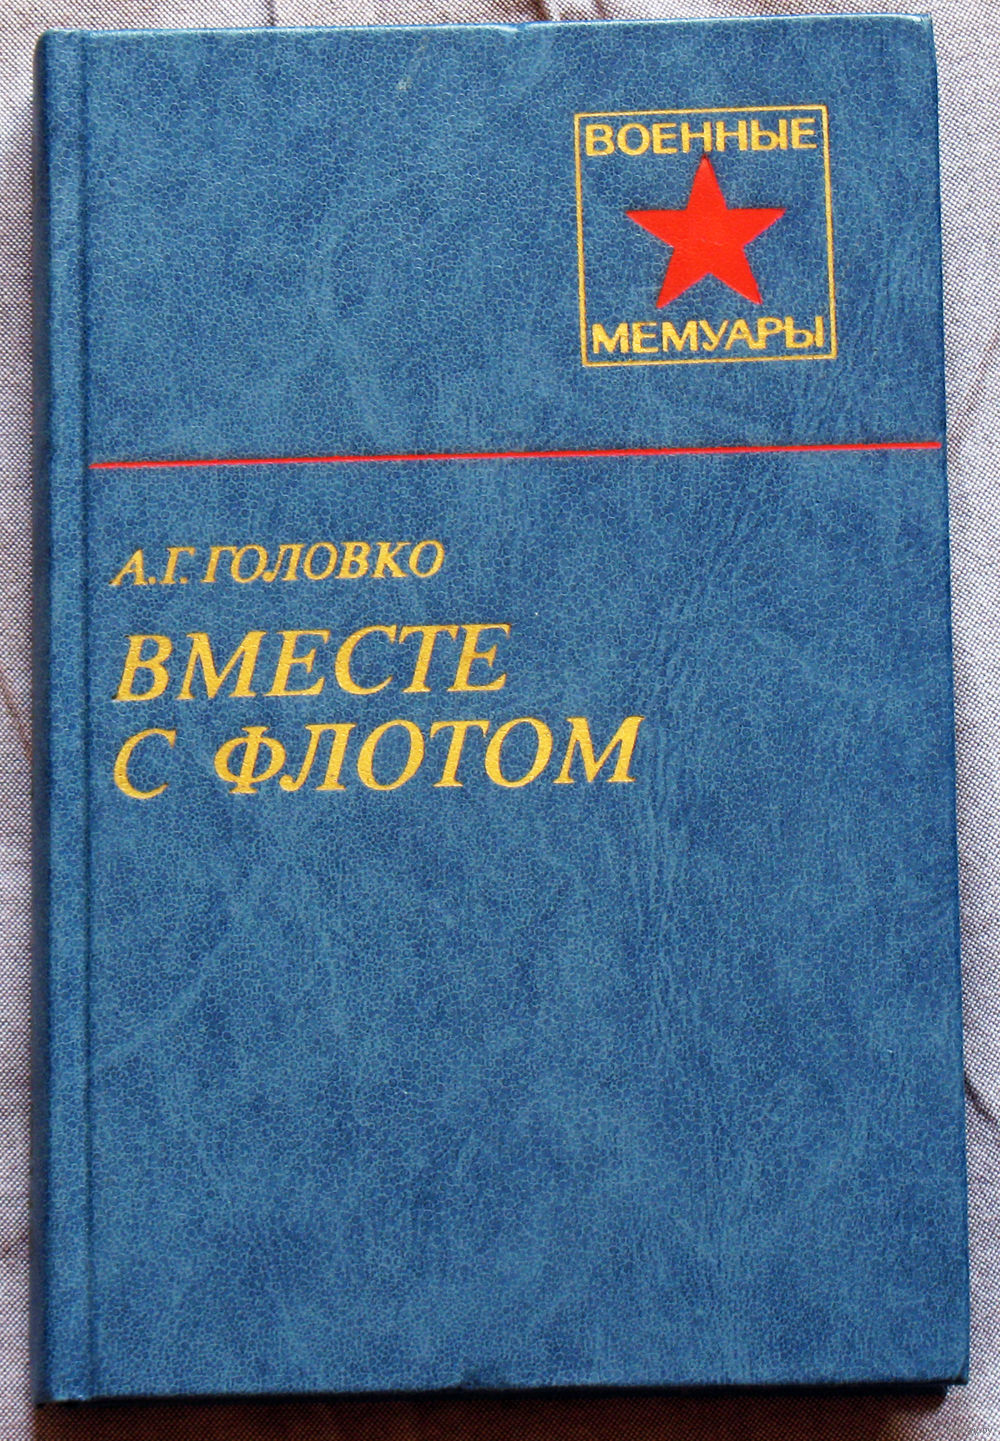 ВОЕННЫЕ
МЕМУАРЫ
А.Г. ГОЛОВКО
ВМЕСТЕ
С ФЛОТОМ